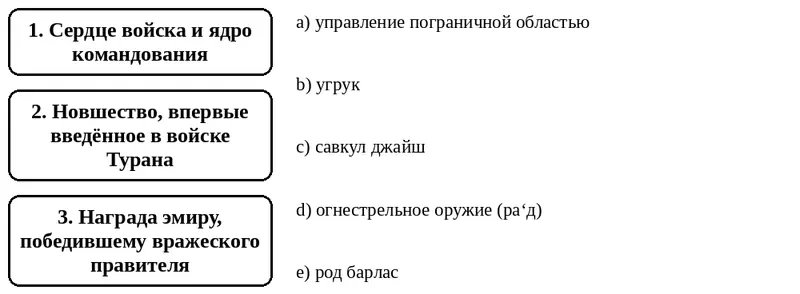 1. Сердце войска и ядро
командования
2. Новшество, впервые
введённое в войске
Турана
3. Награда эмиру,
победившему вражеского
правителя
a) управление пограничной областью
b) угрук
c) савкул джайш
d) огнестрельное оружие (ра‘д)
e) род барлас